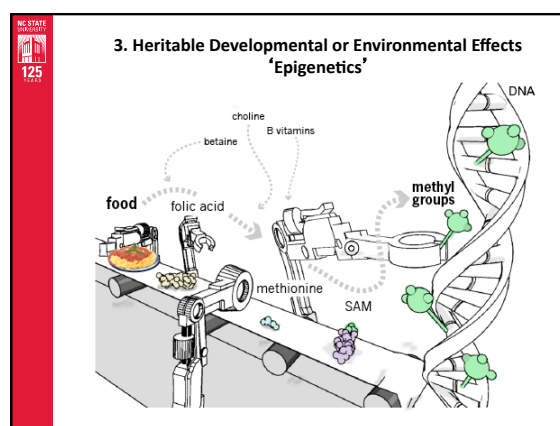 NC STATE
UNIVERSITY
125
YEARS
3. Heritable Developmental or Environmental Effects
‘Epigenetics’
DNA
choline
B vitamins
betaine
methyl
groups
food
folic acid
methionine
SAM